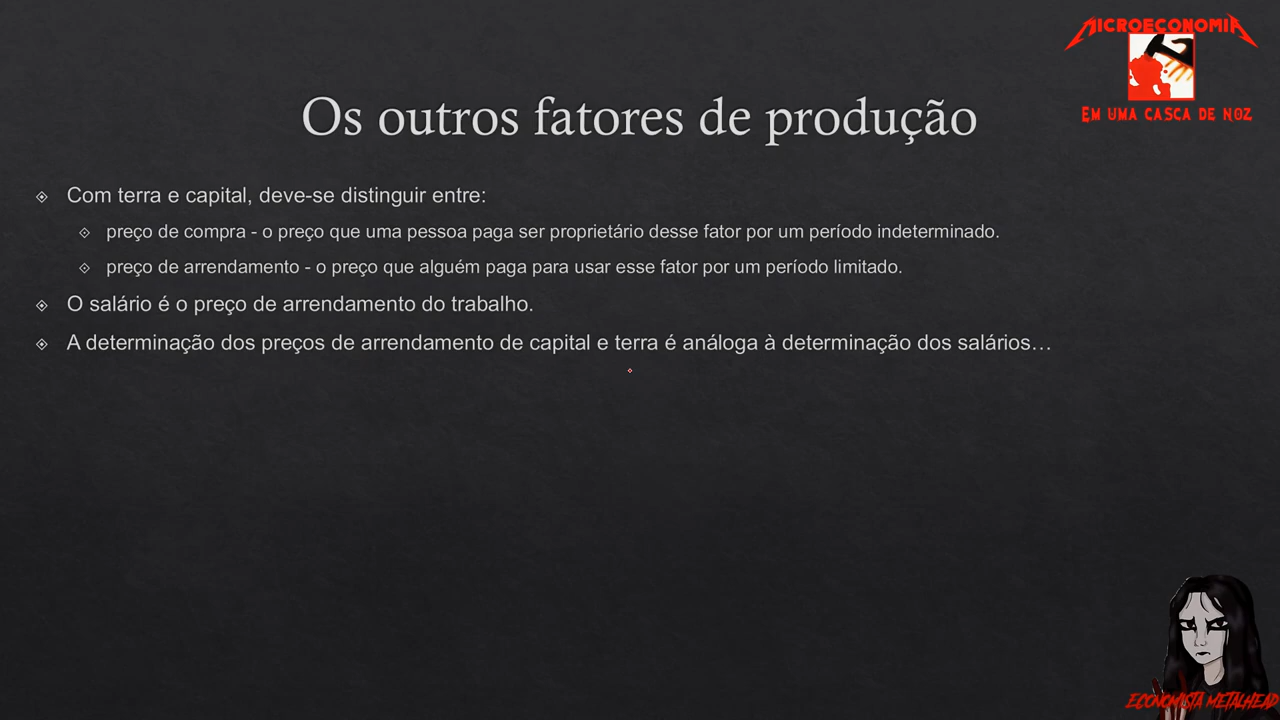 MICROECONOMIA
EM UMA CASCA DE NOZ
Os outros fatores de produção
Com terra e capital, deve-se distinguir entre:
preço de compra - o preço que uma pessoa paga ser proprietário desse fator por um período indeterminado.
preço de arrendamento - o preço que alguém paga para usar esse fator por um período limitado.
O salário é o preço de arrendamento do trabalho.
A determinação dos preços de arrendamento de capital e terra é análoga à determinação dos salários…
ECONOMISTA METALHEAD